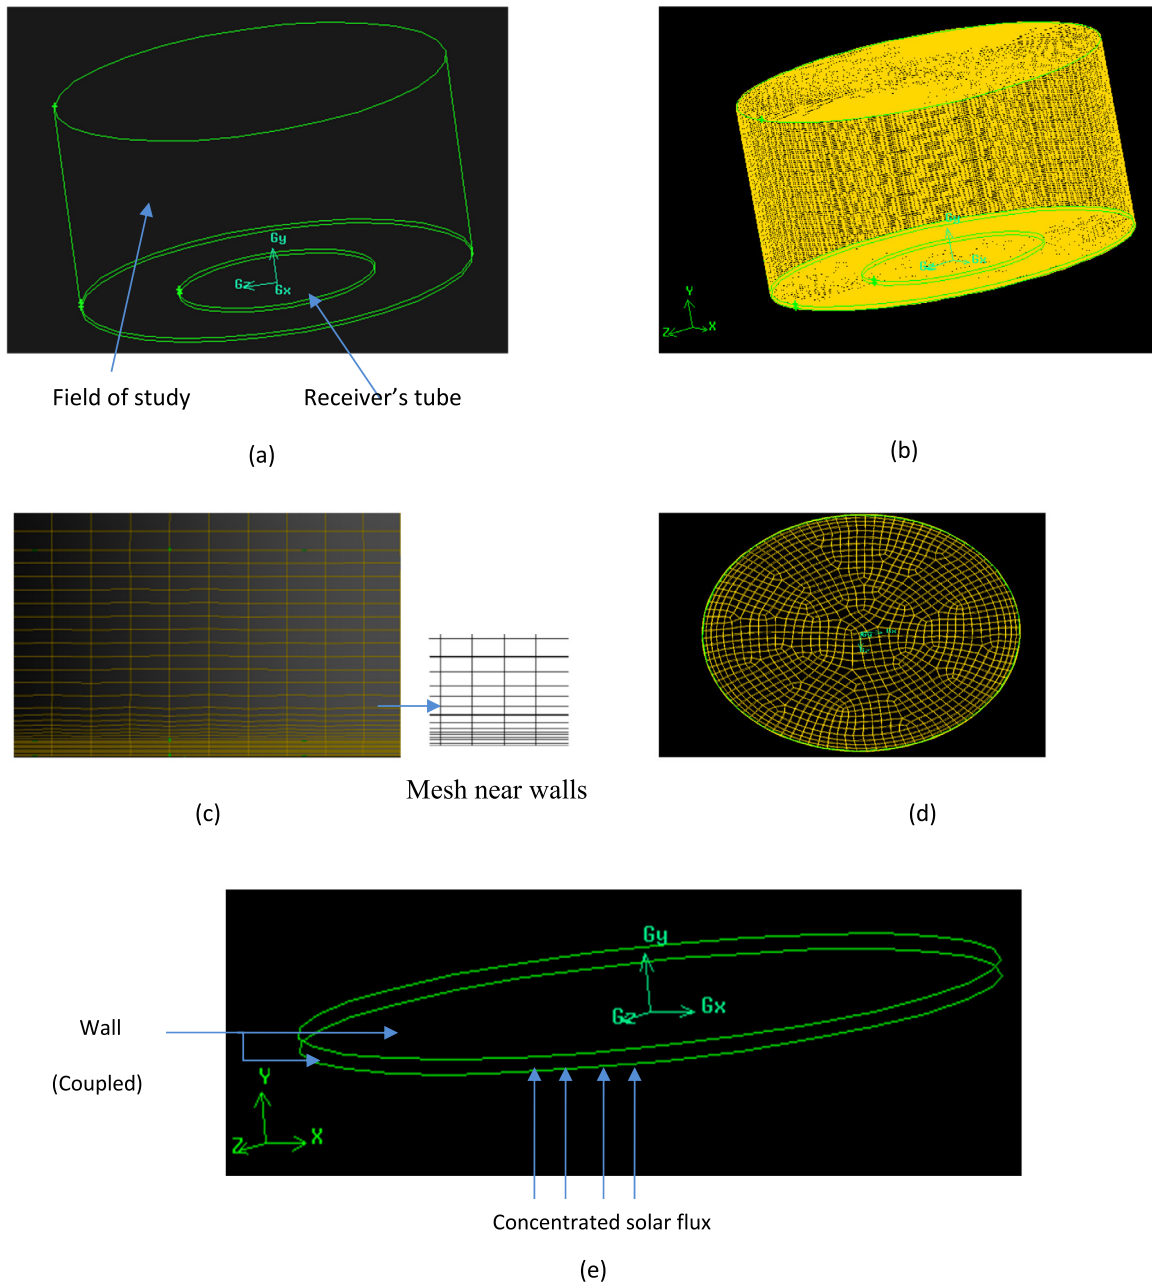 Gy
Gz
Gx
Field of study
Receiver’s tube
(a)
Y
Z
X
Gx
(b)
Mesh near walls
(c)
(d)
Gy
Gz
Gx
Wall
(Coupled)
Y
Z
X
Concentrated solar flux
(e)